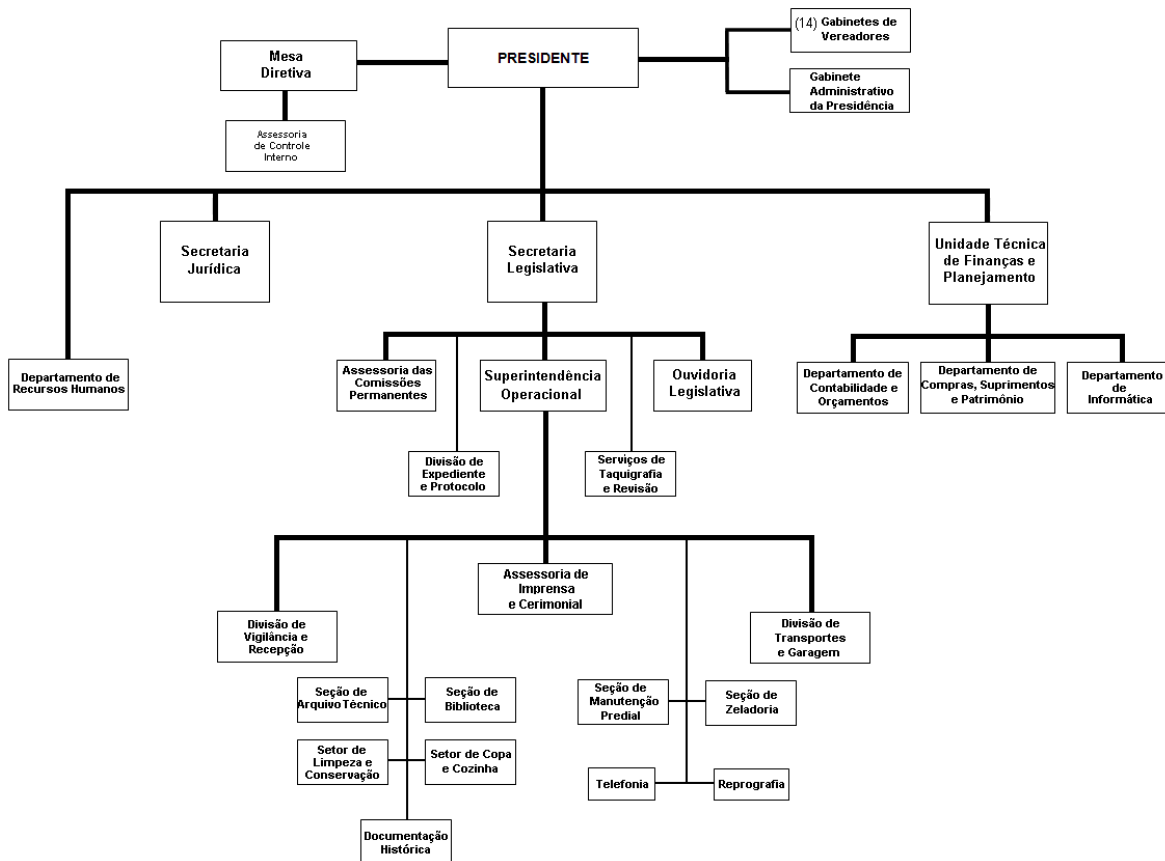 (14) Gabinetes de
Vereadores
Mesa
Diretiva
PRESIDENTE
Gabinete
Administrativo
da Presidência
Assessoria
de Controle
Interno
Secretaria
Jurídica
Secretaria
Legislativa
Unidade Técnica
de Finanças e
Planejamento
Departamento de
Recursos Humanos
Assessoria das
Comissões
Permanentes
Superintendência
Operacional
Ouvidoria
Legislativa
Departamento de
Contabilidade e
Orçamentos
Departamento de
Compras, Suprimentos
e Patrimônio
Departamento
de
Informática
Divisão de
Expediente
e Protocolo
Serviços de
Taquigrafia
e Revisão
Assessoria de
Imprensa
e Cerimonial
Divisão de
Vigilância e
Recepção
Divisão de
Transportes
e Garagem
Seção de
Arquivo Técnico
Seção de
Biblioteca
Seção de
Manutenção
Predial
Seção de
Zeladoria
Setor de
Limpeza e
Conservação
Setor de Copa
e Cozinha
Telefonia
Reprografia
Documentação
Histórica